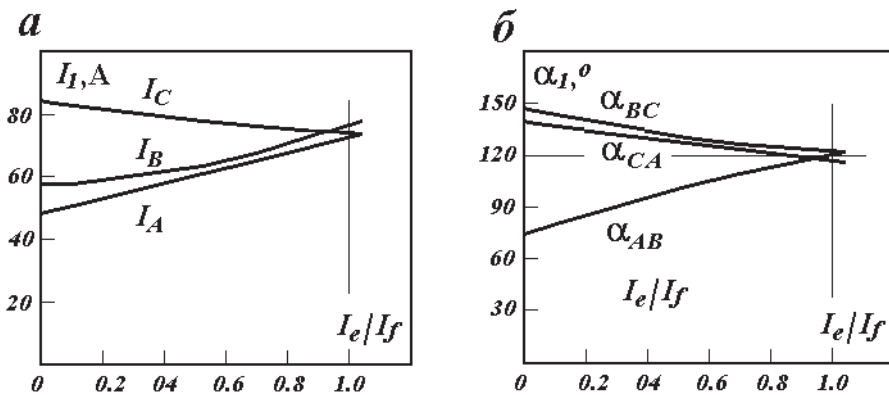 а
I1, A
IC
80
IB
60
IA
40
20
Ie/If
0 0.2 04 0.6 0.8 1.0
б
α1, o
150
αBC
120
αCA
90
αAB
60
Ie/If
30
Ie/If
0 0.2 04 0.6 0.8 1.0